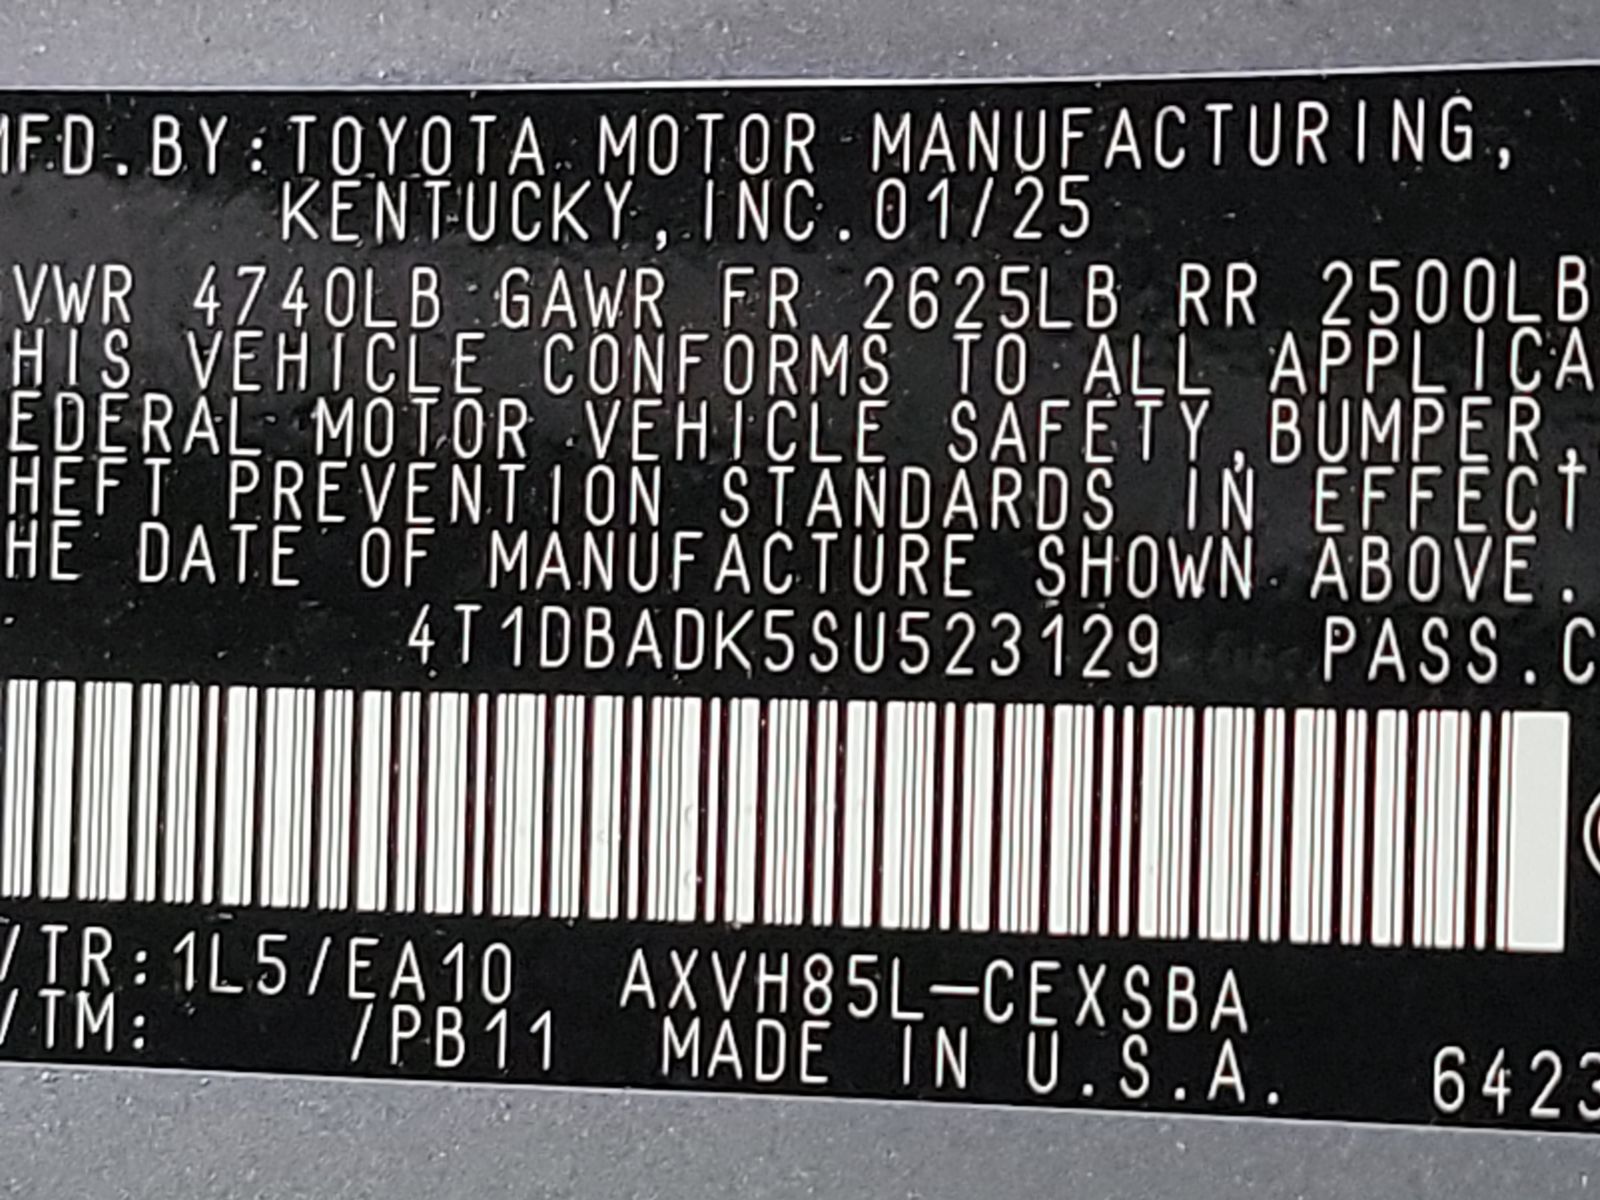 MFD.BY:TOYOTA MOTOR MANUFACTURING,
KENTUCKY,INC.01/25
VWR 4740LB GAWR FR 2625LB RR 2500LB
HIS VEHICLE CONFORMS TO ALL APPLICA
EDERAL MOTOR VEHICLE SAFETY,BUMPER,
HEFT PREVENTION STANDARDS IN EFFECT
HE DATE OF MANUFACTURE SHOWN ABOVE.
4T1DBADK5SU523129 PASS.C
/TR:1L5/EA10 AXVH85L-CEXSBA
/TM: /PB11 MADE IN U.S.A. 6423